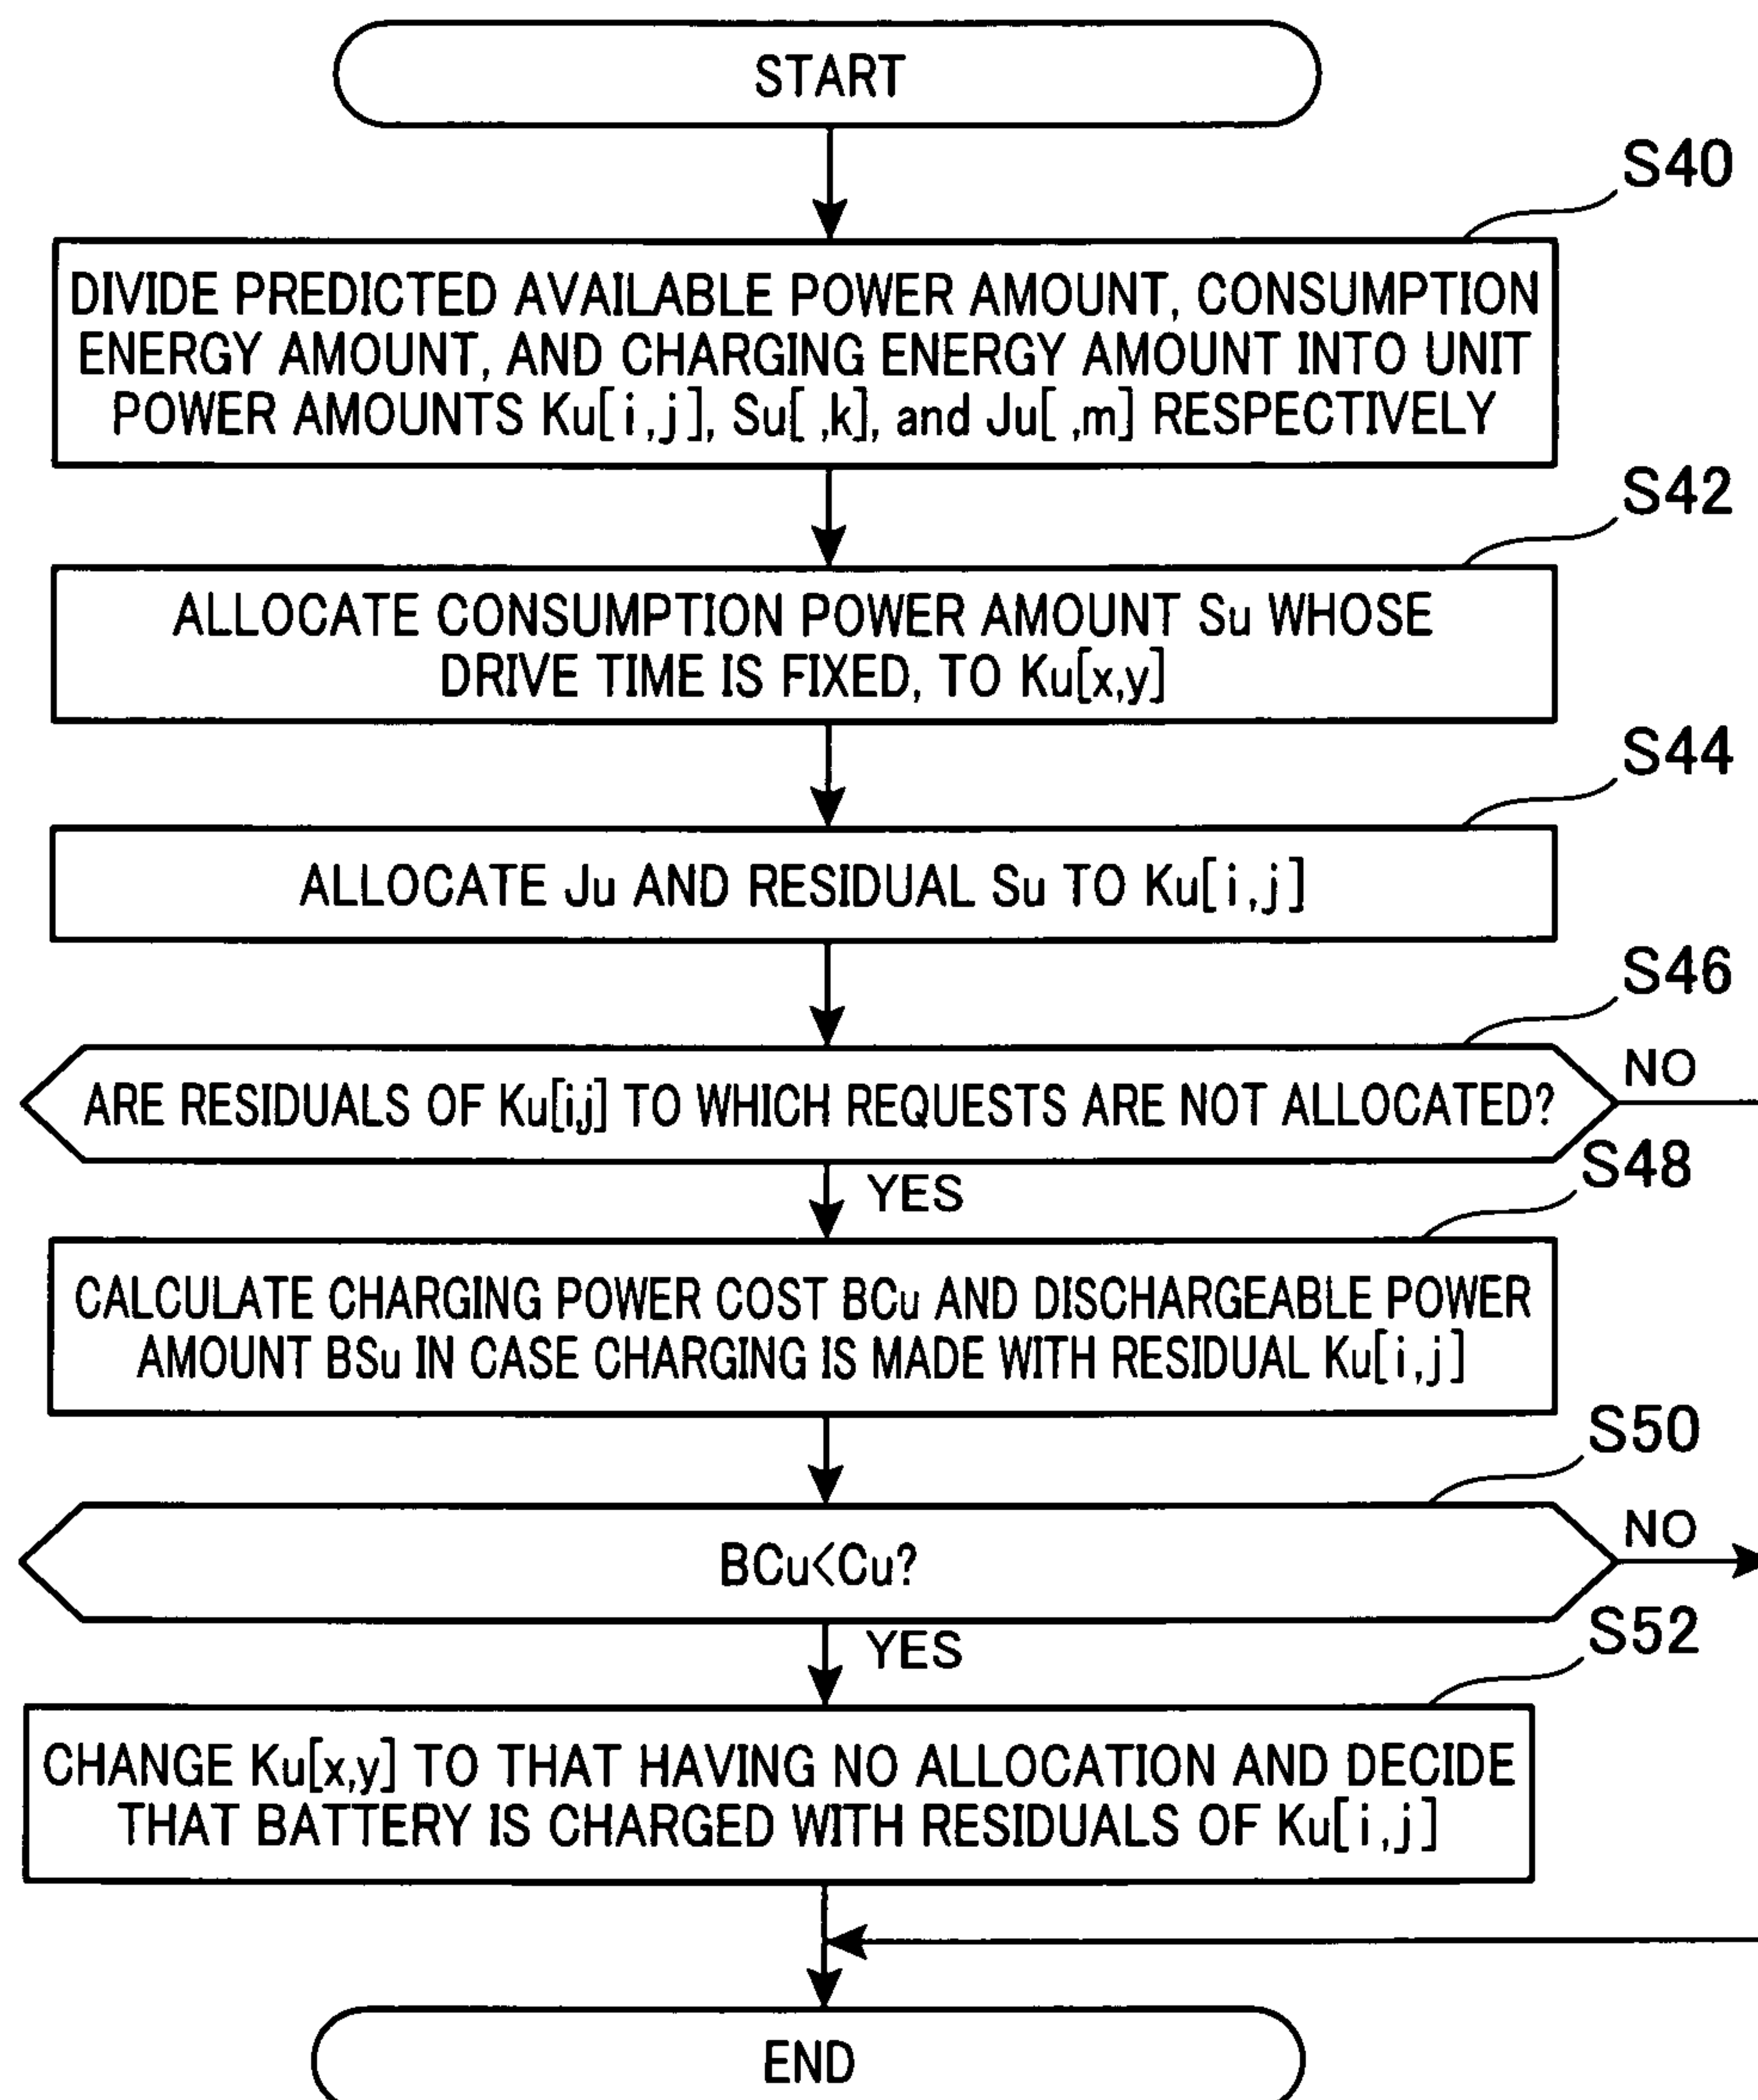 START
S40
DIVIDE PREDICTED AVAILABLE POWER AMOUNT, CONSUMPTION
ENERGY AMOUNT, AND CHARGING ENERGY AMOUNT INTO UNIT
POWER AMOUNTS Ku[i,j], Su[ ,k], and Ju[ ,m] RESPECTIVELY
S42
ALLOCATE CONSUMPTION POWER AMOUNT Su WHOSE
DRIVE TIME IS FIXED, TO Ku[x,y]
S44
ALLOCATE Ju AND RESIDUAL Su TO Ku[i,j]
S46
ARE RESIDUALS OF Ku[i,j] TO WHICH REQUESTS ARE NOT ALLOCATED?
NO
YES
S48
CALCULATE CHARGING POWER COST BCu AND DISCHARGEABLE POWER
AMOUNT BSu IN CASE CHARGING IS MADE WITH RESIDUAL Ku[i,j]
S50
BCu<Cu?
NO
YES
S52
CHANGE Ku[x,y] TO THAT HAVING NO ALLOCATION AND DECIDE
THAT BATTERY IS CHARGED WITH RESIDUALS OF Ku[i,j]
END